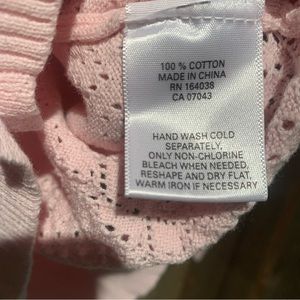 100 % COTTON
MADE IN CHINA
RN 164038
CA 07043
HAND WASH COLD
SEPARATELY.
ONLY NON-CHLORINE
BLEACH WHEN NEEDED.
RESHAPE AND DRY FLAT.
WARM IRON IF NECESSARY